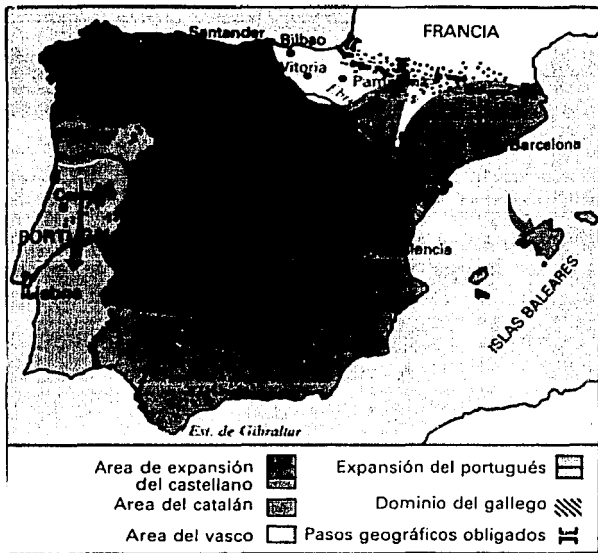 FRANCIA
Santander
Bilbao
Vitoria
Barcelona
ISLAS BALEARES
Est. de Gibraltar
Area de expansión
del castellano
Area del catalán
Area del vasco
Expansión del portugués
Dominio del gallego
Pasos geográficos obligados